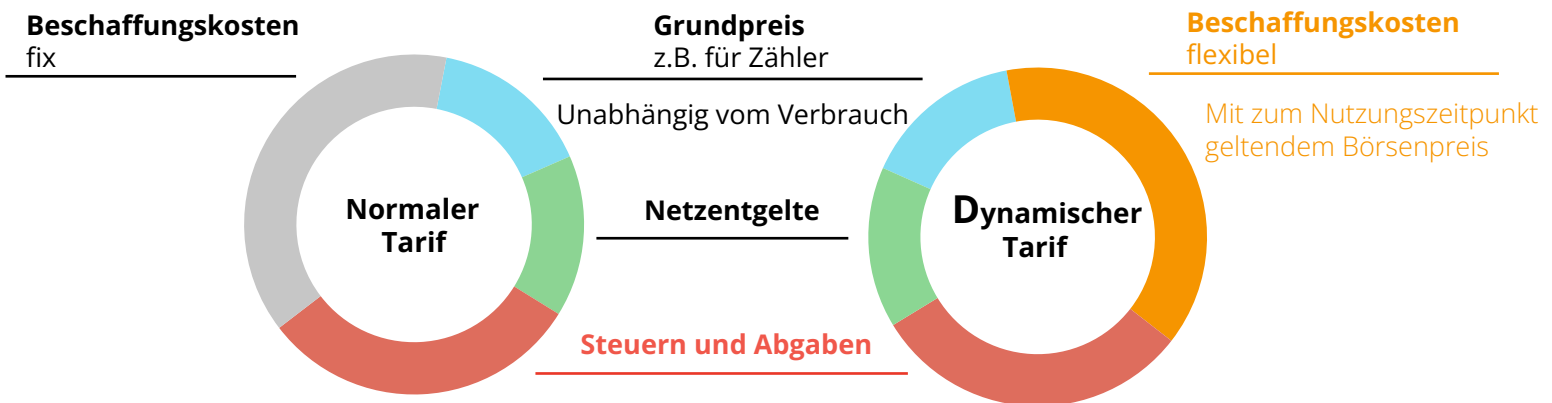 Beschaffungskosten
fix
Grundpreis
z.B. für Zähler
Unabhängig vom Verbrauch
Beschaffungskosten
flexibel
Mit zum Nutzungszeitpunkt
geltendem Börsenpreis
Normaler
Tarif
Netzentgelte
Dynamischer
Tarif
Steuern und Abgaben